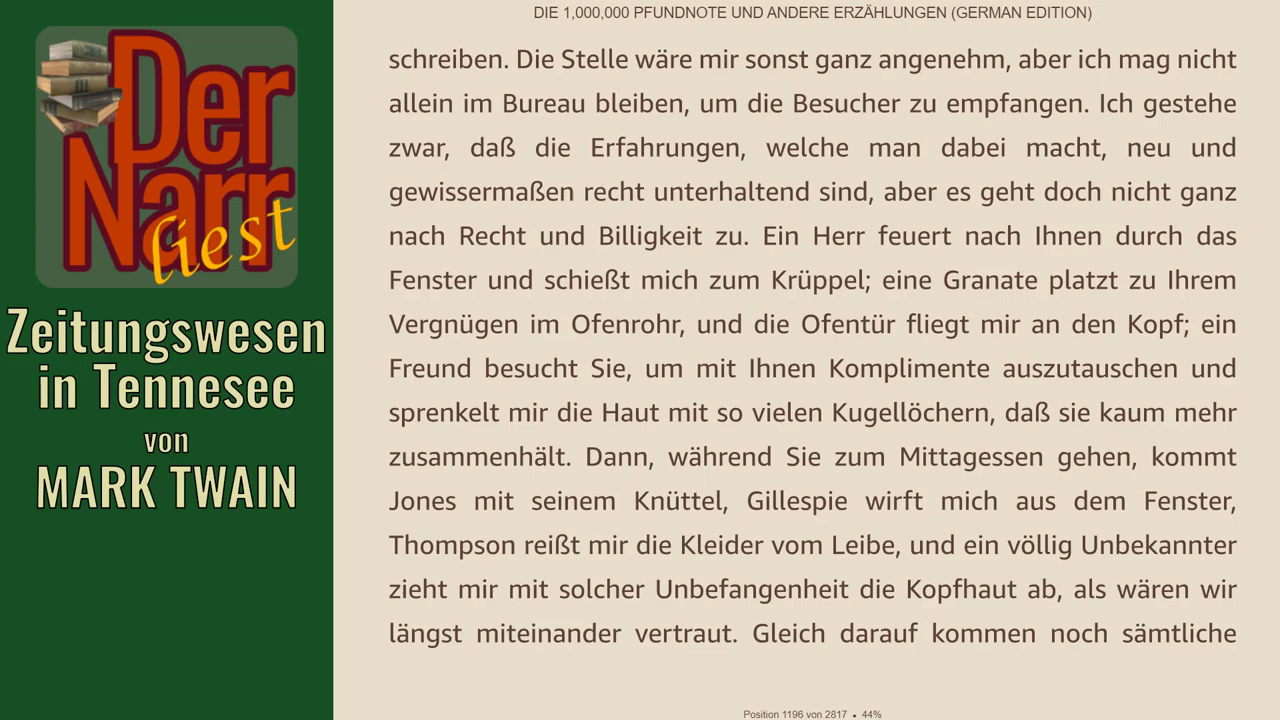 Der
Narr
liest
Zeitungswesen
in Tennesee
von
MARK TWAIN
DIE 1,000,000 PFUNDNOTE UND ANDERE ERZÄHLUNGEN (GERMAN EDITION)
schreiben. Die Stelle wäre mir sonst ganz angenehm, aber ich mag nicht
allein im Bureau bleiben, um die Besucher zu empfangen. Ich gestehe
zwar, daß die Erfahrungen, welche man dabei macht, neu und
gewissermaßen recht unterhaltend sind, aber es geht doch nicht ganz
nach Recht und Billigkeit zu. Ein Herr feuert nach Ihnen durch das
Fenster und schießt mich zum Krüppel; eine Granate platzt zu Ihrem
Vergnügen im Ofenrohr, und die Ofentür fliegt mir an den Kopf; ein
Freund besucht Sie, um mit Ihnen Komplimente auszutauschen und
sprenkelt mir die Haut mit so vielen Kugellöchern, daß sie kaum mehr
zusammenhält. Dann, während Sie zum Mittagessen gehen, kommt
Jones mit seinem Knüttel, Gillespie wirft mich aus dem Fenster,
Thompson reißt mir die Kleider vom Leibe, und ein völlig Unbekannter
zieht mir mit solcher Unbefangenheit die Kopfhaut ab, als wären wir
längst miteinander vertraut. Gleich darauf kommen noch sämtliche
Position 1196 von 2817 • 44%